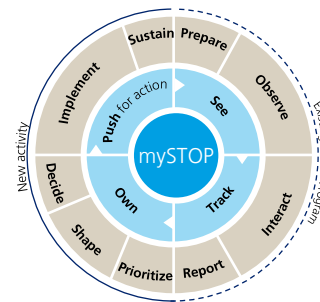 Sustain
Prepare
Observe
Interact
Report
Prioritize
Shape
Decide
Implement
Push for action
See
Track
Own
mySTOP
New activity